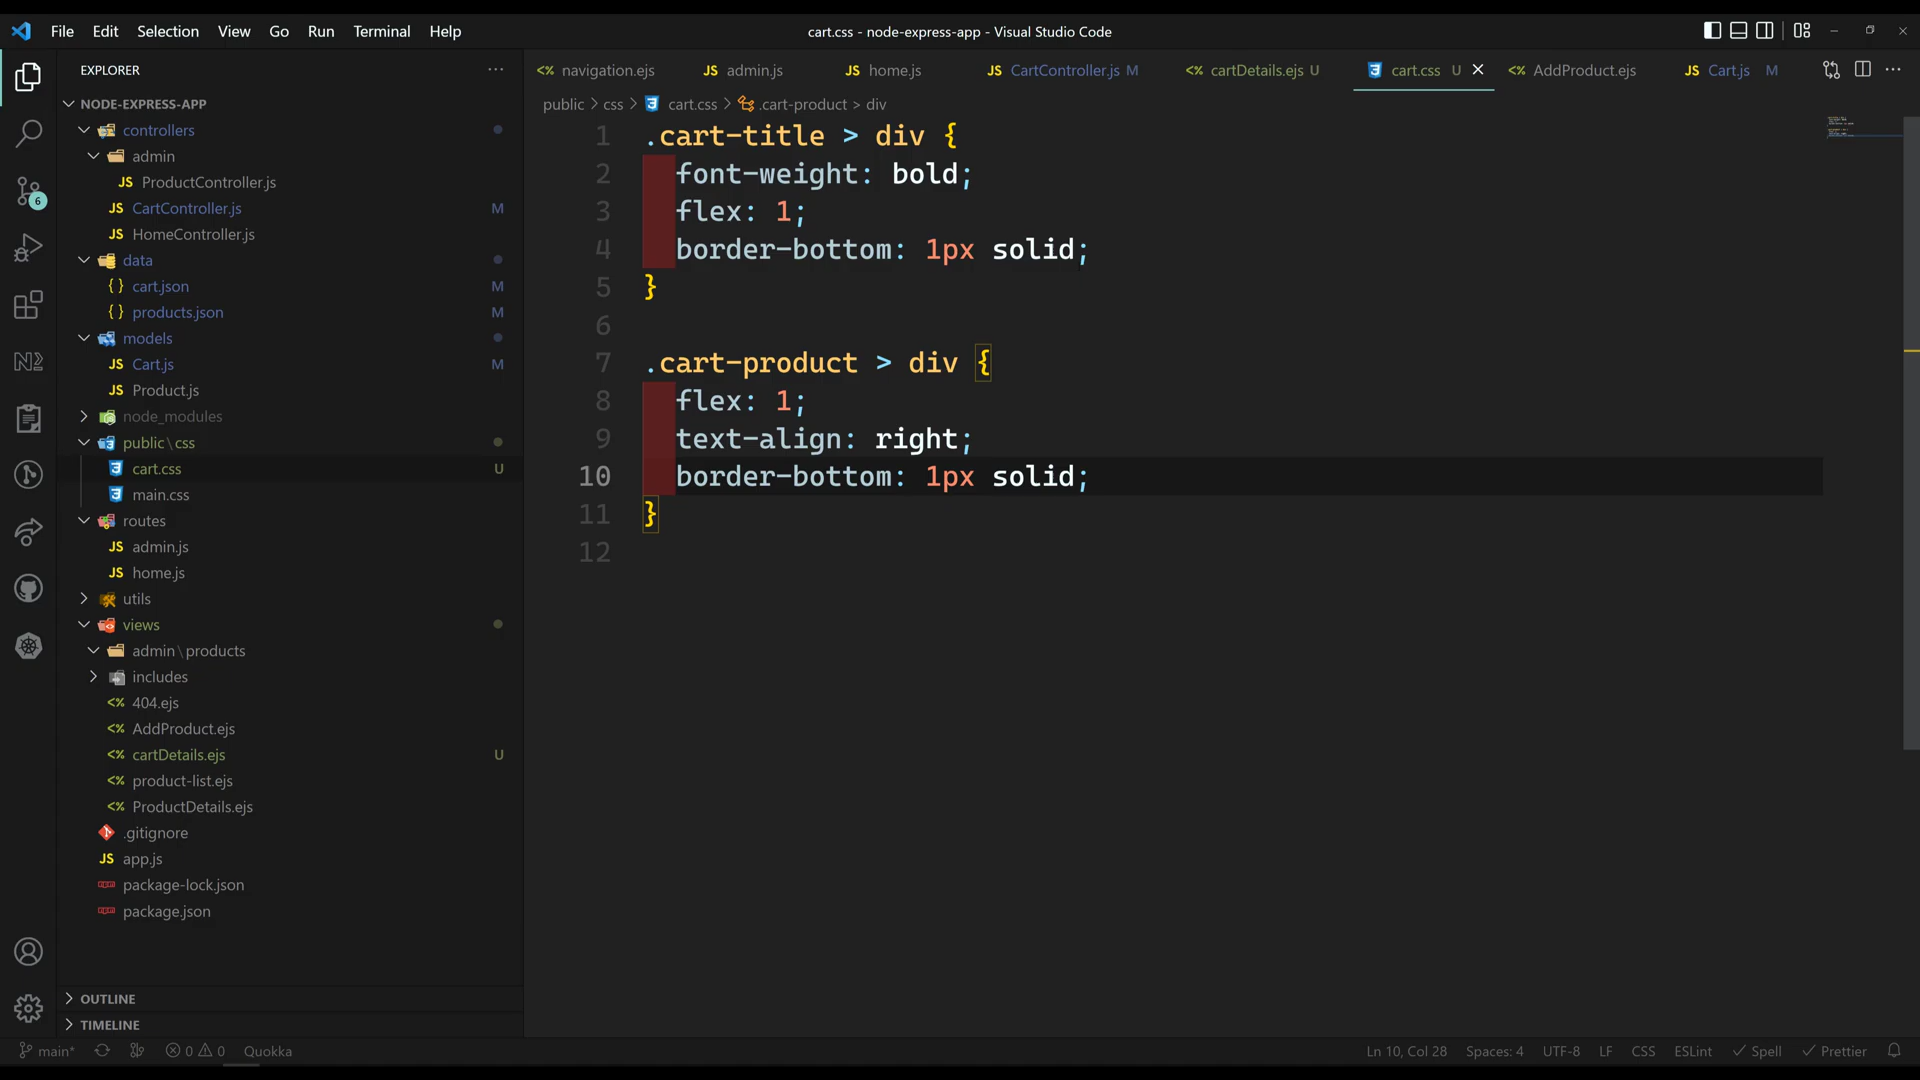 File Edit Selection View Go Run Terminal Help
cart.css - node-express-app - Visual Studio Code
EXPLORER
NODE-EXPRESS-APP
controllers
admin
JS ProductController.js
JS CartController.js M
JS HomeController.js
data
{ } cart.json M
{ } products.json M
models
JS Cart.js M
JS Product.js
node_modules
public \ css
cart.css U
main.css
routes
JS admin.js
JS home.js
utils
views
admin \ products
includes
<% 404.ejs
<% AddProduct.ejs
<% cartDetails.ejs U
<% product-list.ejs
<% ProductDetails.ejs
.gitignore
JS app.js
package-lock.json
package.json
OUTLINE
TIMELINE
6
<% navigation.ejs JS admin.js JS home.js JS CartController.js M <% cartDetails.ejs U cart.css U <% AddProduct.ejs JS Cart.js M
public > css > cart.css > .cart-product > div
1 .cart-title > div {
2 font-weight: bold;
3 flex: 1;
4 border-bottom: 1px solid;
5 }
6
7 .cart-product > div {
8 flex: 1;
9 text-align: right;
10 border-bottom: 1px solid;
11 }
12
main* 0 0 Quokka
Ln 10, Col 28 Spaces: 4 UTF-8 LF CSS ESLint Spell Prettier